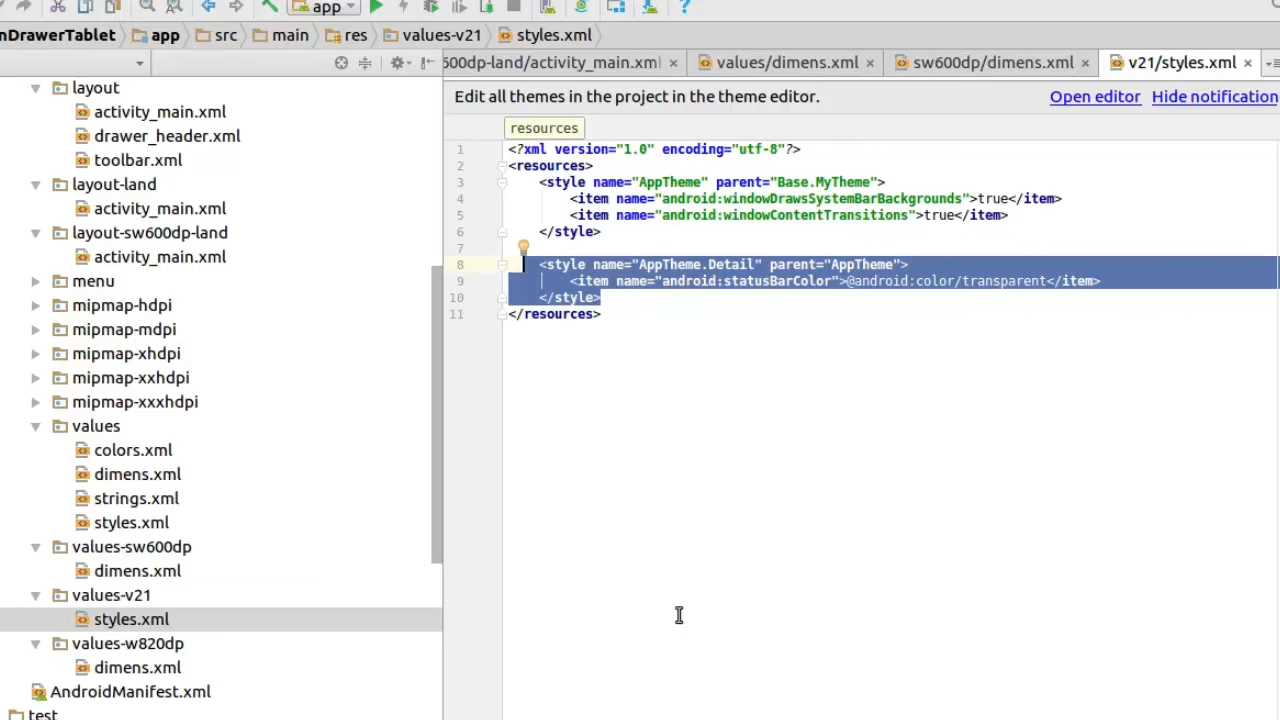 app
nDrawerTablet app src main res values-v21 styles.xml
600dp-land/activity_main.xml values/dimens.xml sw600dp/dimens.xml v21/styles.xml
Edit all themes in the project in the theme editor. Open editor Hide notification
layout
activity_main.xml
drawer_header.xml
toolbar.xml
layout-land
activity_main.xml
layout-sw600dp-land
activity_main.xml
menu
mipmap-hdpi
mipmap-mdpi
mipmap-xhdpi
mipmap-xxhdpi
mipmap-xxxhdpi
values
colors.xml
dimens.xml
strings.xml
styles.xml
values-sw600dp
dimens.xml
values-v21
styles.xml
values-w820dp
dimens.xml
AndroidManifest.xml
test
resources
1 <?xml version="1.0" encoding="utf-8"?>
2 <resources>
3 <style name="AppTheme" parent="Base.MyTheme">
4 <item name="android:windowDrawsSystemBarBackgrounds">true</item>
5 <item name="android:windowContentTransitions">true</item>
6 </style>
7
8 <style name="AppTheme.Detail" parent="AppTheme">
9 <item name="android:statusBarColor">@android:color/transparent</item>
10 </style>
11 </resources>